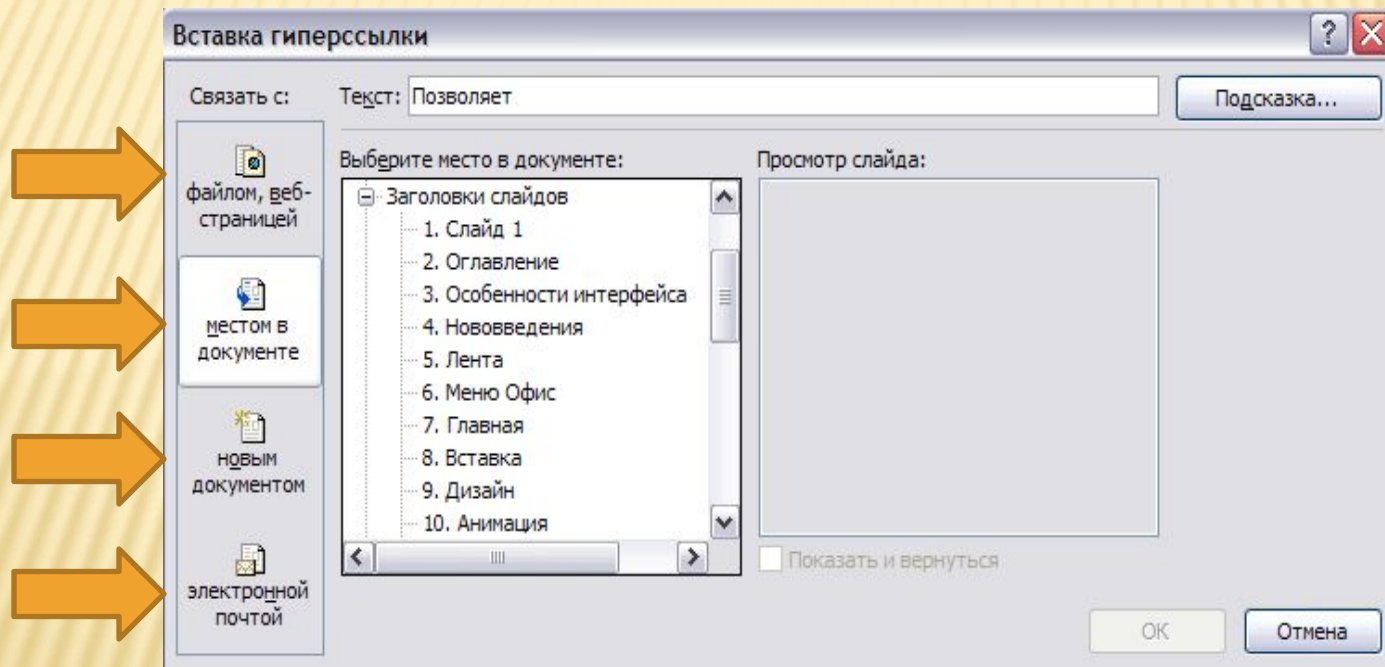 Вставка гиперссылки
?
Связать с:
Текст: Позволяет
Подсказка...
файлом, веб-
страницей
местом в
документе
новым
документом
электронной
почтой
Выберите место в документе:
Заголовки слайдов
1. Слайд 1
2. Оглавление
3. Особенности интерфейса
4. Нововведения
5. Лента
6. Меню Офис
7. Главная
8. Вставка
9. Дизайн
10. Анимация
Просмотр слайда:
Показать и вернуться
ОК
Отмена